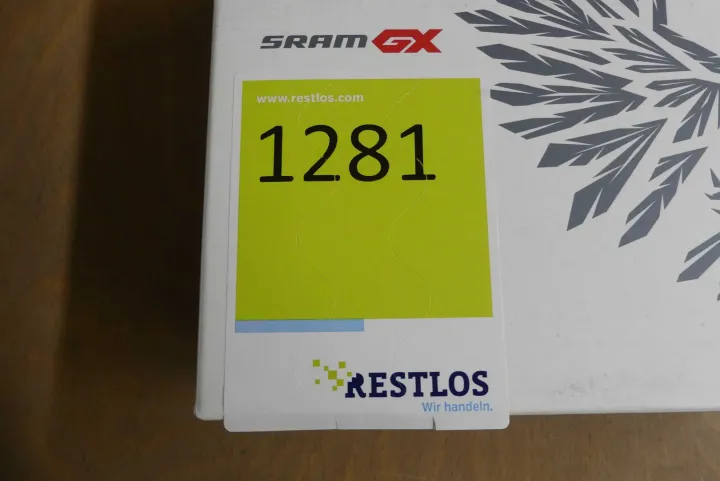 SRAM GX
www.restlos.com
1281
RESTLOS
Wir handeln.